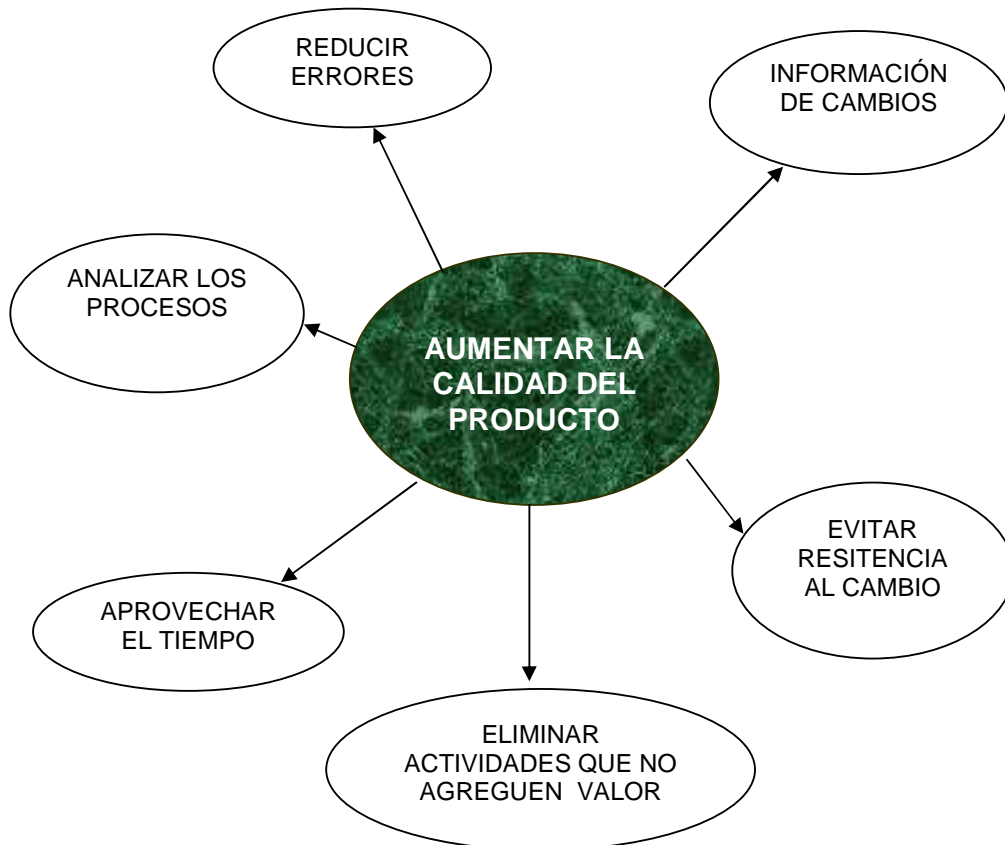 REDUCIR
ERRORES
INFORMACIÓN
DE CAMBIOS
ANALIZAR LOS
PROCESOS
AUMENTAR LA
CALIDAD DEL
PRODUCTO
EVITAR
RESITENCIA
AL CAMBIO
APROVECHAR
EL TIEMPO
ELIMINAR
ACTIVIDADES QUE NO
AGREGUEN VALOR